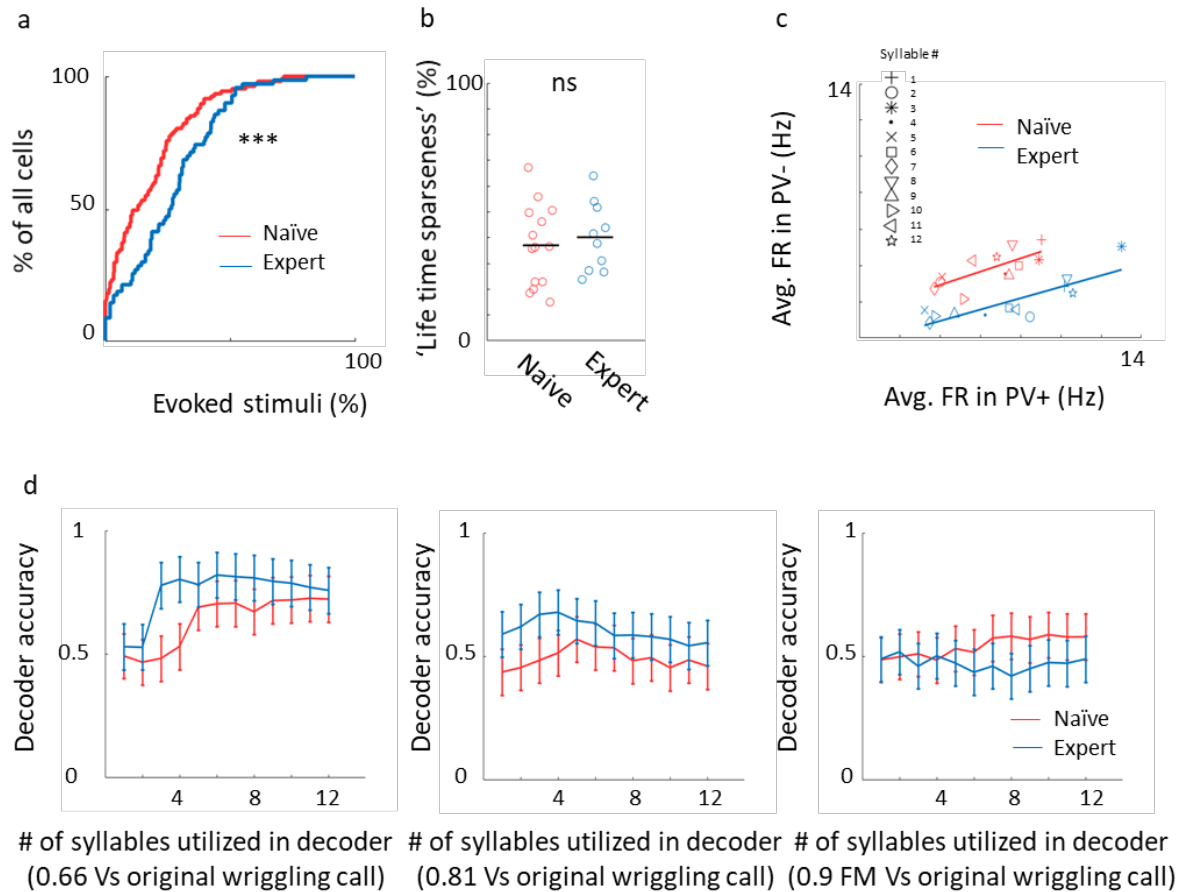 a
% of all cells
100
50
0
***
Naïve
Expert
100
Evoked stimuli (%)
b
'Life time sparseness' (%)
100
0
ns
Naive
Expert
c
Syllable #
1
2
3
4
5
6
7
8
9
10
11
12
14
Naïve
Expert
Avg. FR in PV- (Hz)
14
Avg. FR in PV+ (Hz)
d
Decoder accuracy
1
0.5
0
4 8 12
# of syllables utilized in decoder
(0.66 Vs original wriggling call)
Decoder accuracy
1
0.5
0
4 8 12
# of syllables utilized in decoder
(0.81 Vs original wriggling call)
Decoder accuracy
1
0.5
0
Naïve
Expert
4 8 12
# of syllables utilized in decoder
(0.9 FM Vs original wriggling call)